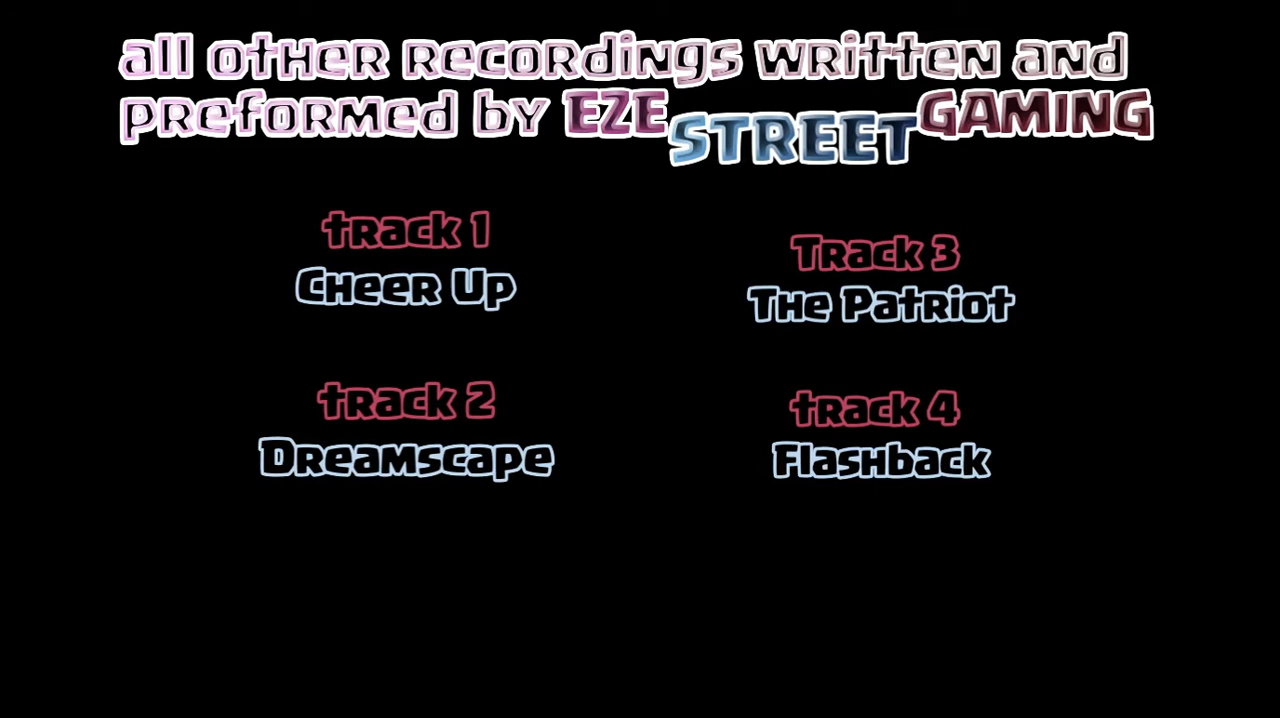 all other recordings written and
preformed by EZE STREET GAMING
track 1
Cheer Up
track 2
Dreamscape
Track 3
The Patriot
track 4
Flashback